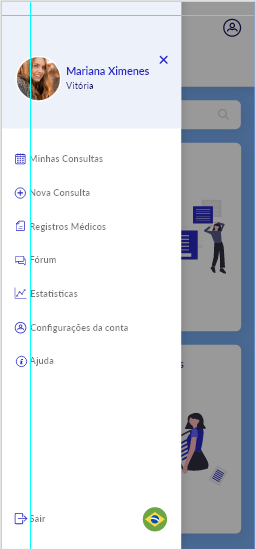 Mariana Ximenes
Vitória
Minhas Consultas
Nova Consulta
Registros Médicos
Fórum
Estatísticas
Configurações da conta
Ajuda
Sair